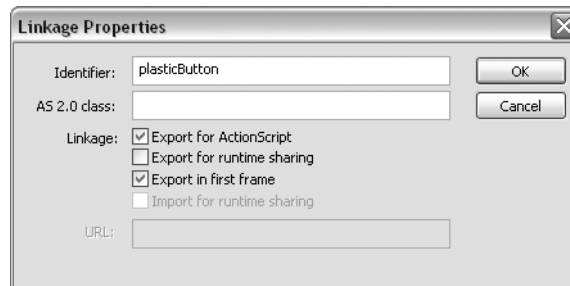 Linkage Properties
Identifier: plasticButton OK
AS 2.0 class: Cancel
Linkage: Export for ActionScript
Export for runtime sharing
Export in first frame
Import for runtime sharing
URL: